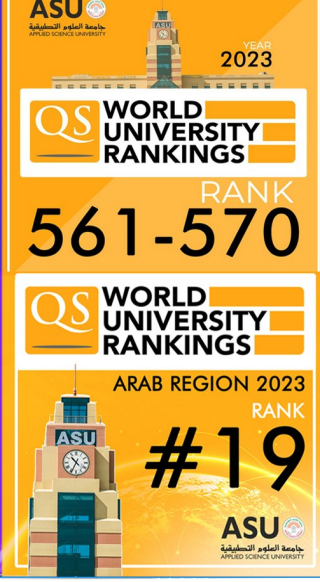 ASU
جامعة العلوم التطبيقية
APPLIED SCIENCE UNIVERSITY
YEAR
2023
ASU
QS WORLD
UNIVERSITY
RANKINGS
RANK
561-570
QS WORLD
UNIVERSITY
RANKINGS
ARAB REGION 2023
RANK
#19
ASU
ASU
جامعة العلوم التطبيقية
APPLIED SCIENCE UNIVERSITY